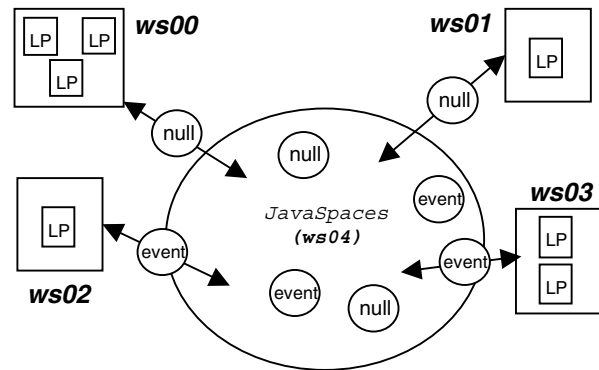 ws00
LP
LP
LP
ws01
LP
null
null
null
event
JavaSpaces
(ws04)
ws03
LP
LP
LP
ws02
event
event
event
null